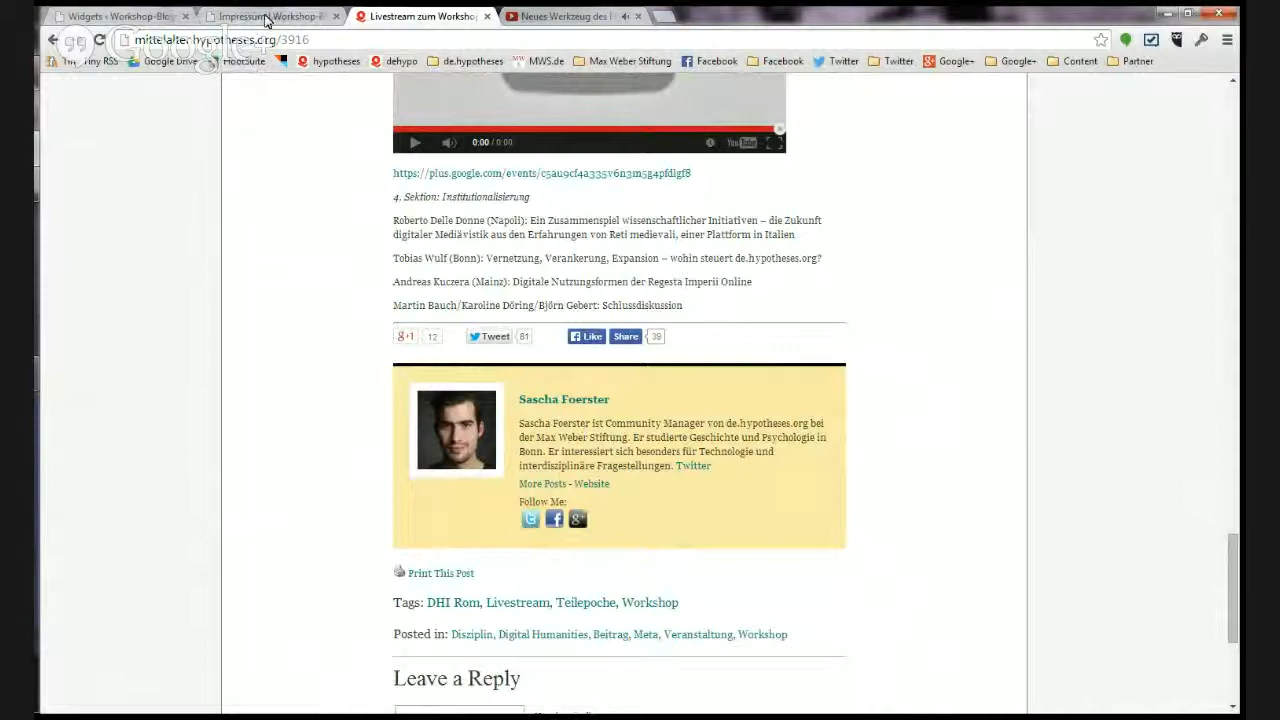 Widgets ‹ Workshop-Blo
Impressum | Workshop-B
Livestream zum Workshop
Neues Werkzeug des
Google+
mittelalter.hypotheses.org/3916
Tiny RSS
Google Drive
HootSuite
hypotheses
dehypo
de.hypotheses
MWS.de
Max Weber Stiftung
Facebook
Facebook
Twitter
Twitter
Google+
Google+
Content
Partner
0:00 / 0:00
YouTube
https://plus.google.com/events/c5au9cf4a335v6n3m5g4pfdlgf8
4. Sektion: Institutionalisierung
Roberto Delle Donne (Napoli): Ein Zusammenspiel wissenschaftlicher Initiativen – die Zukunft
digitaler Mediävistik aus den Erfahrungen von Reti medievali, einer Plattform in Italien
Tobias Wulf (Bonn): Vernetzung, Verankerung, Expansion – wohin steuert de.hypotheses.org?
Andreas Kuczera (Mainz): Digitale Nutzungsformen der Regesta Imperii Online
Martin Bauch/Karoline Döring/Björn Gebert: Schlussdiskussion
g+1 12 Tweet 81 Like Share 39
Sascha Foerster
Sascha Foerster ist Community Manager von de.hypotheses.org bei
der Max Weber Stiftung. Er studierte Geschichte und Psychologie in
Bonn. Er interessiert sich besonders für Technologie und
interdisziplinäre Fragestellungen. Twitter
More Posts - Website
Follow Me:
Print This Post
Tags: DHI Rom, Livestream, Teilepoche, Workshop
Posted in: Disziplin, Digital Humanities, Beitrag, Meta, Veranstaltung, Workshop
Leave a Reply